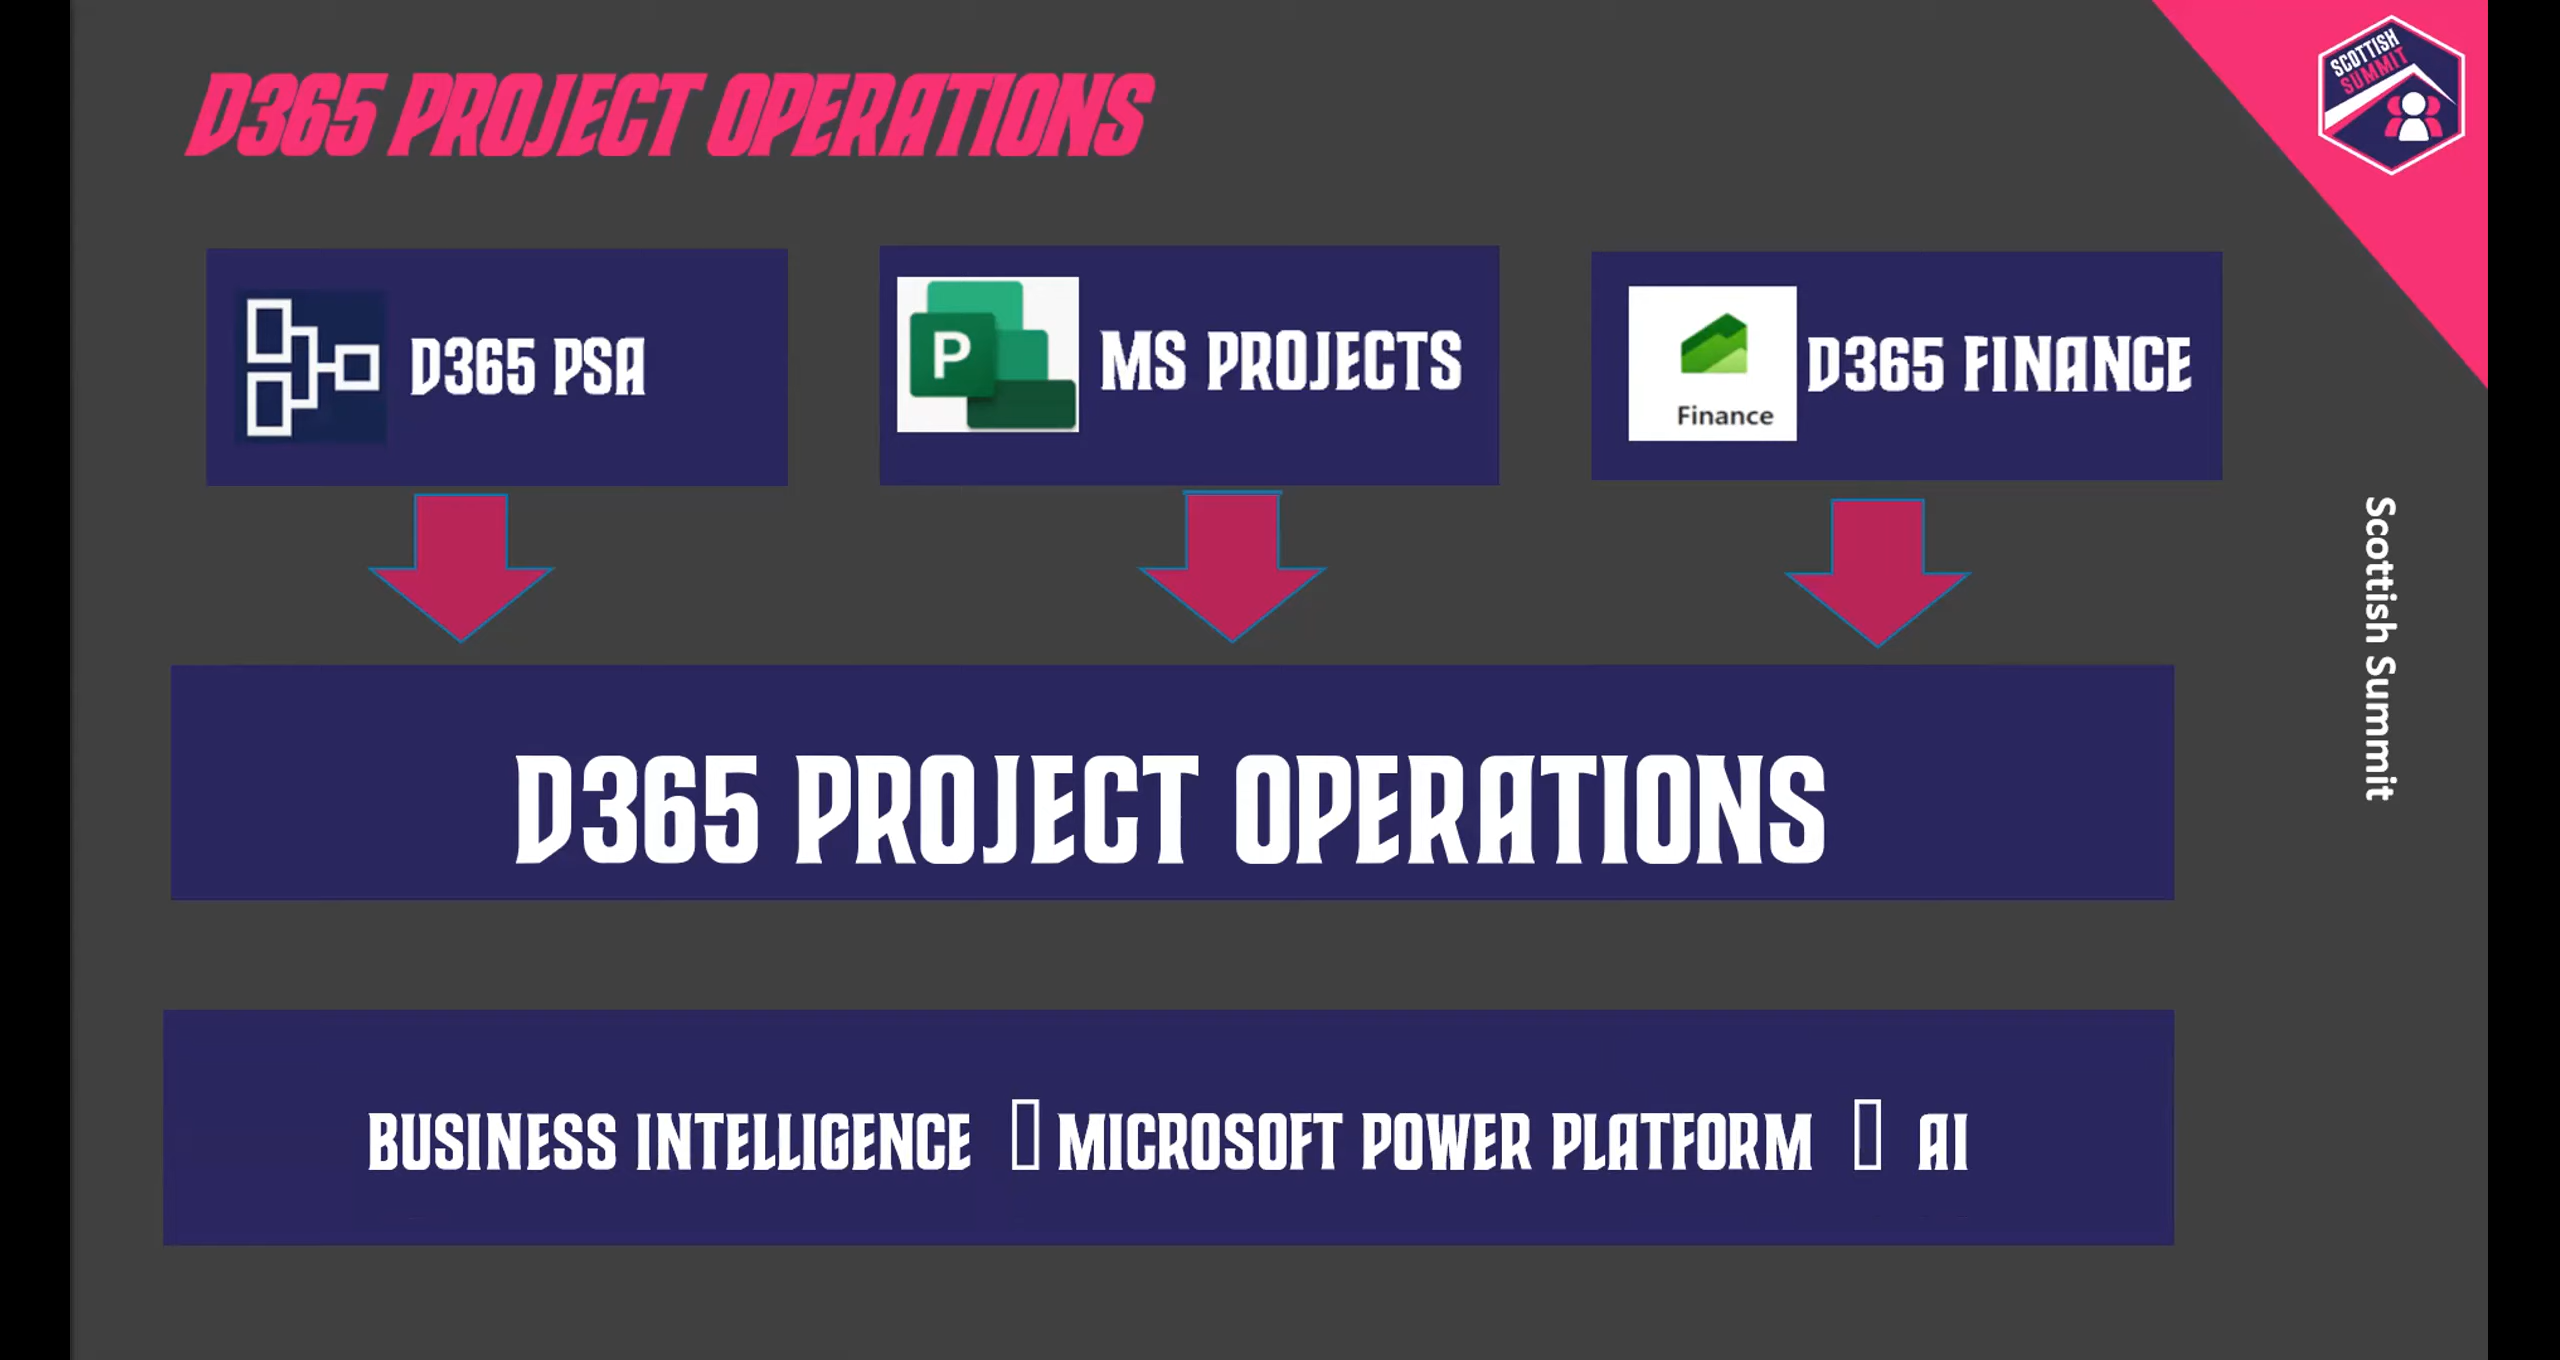 D365 PROJECT OPERATIONS
SCOTTISH
SUMMIT
D365 PSA
P
MS PROJECTS
Finance
D365 FINANCE
Scottish Summit
D365 PROJECT OPERATIONS
BUSINESS INTELLIGENCE ▯ MICROSOFT POWER PLATFORM ▯ AI